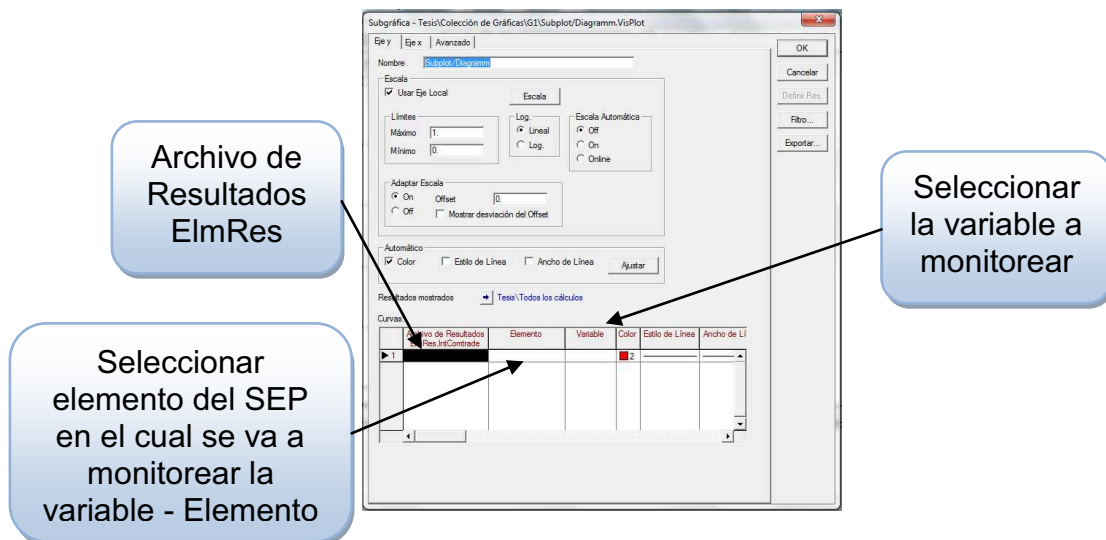 Subgráfica - Tesis\Colección de Gráficas\G1\Subplot/Diagramm.VisPlot
Eje y Eje x Avanzado
OK
Nombre Subplot/Diagramm
Cancelar
Escala
Usar Eje Local Escala
Definir Res.
Límites Log. Escala Automática
Filtro...
Máximo 1. Lineal Off
Mínimo 0. Log. On
Exportar...
Online
Adaptar Escala
On Offset 0.
Off Mostrar desviación del Offset
Automático
Color Estilo de Línea Ancho de Línea Ajustar
Resultados mostrados Tesis\Todos los cálculos
Curvas:
Archivo de Resultados Elemento Variable Color Estilo de Línea Ancho de Lí
ElmRes,IntComtrade
1 2
Archivo de
Resultados
ElmRes
Seleccionar
elemento del SEP
en el cual se va a
monitorear la
variable - Elemento
Seleccionar
la variable a
monitorear